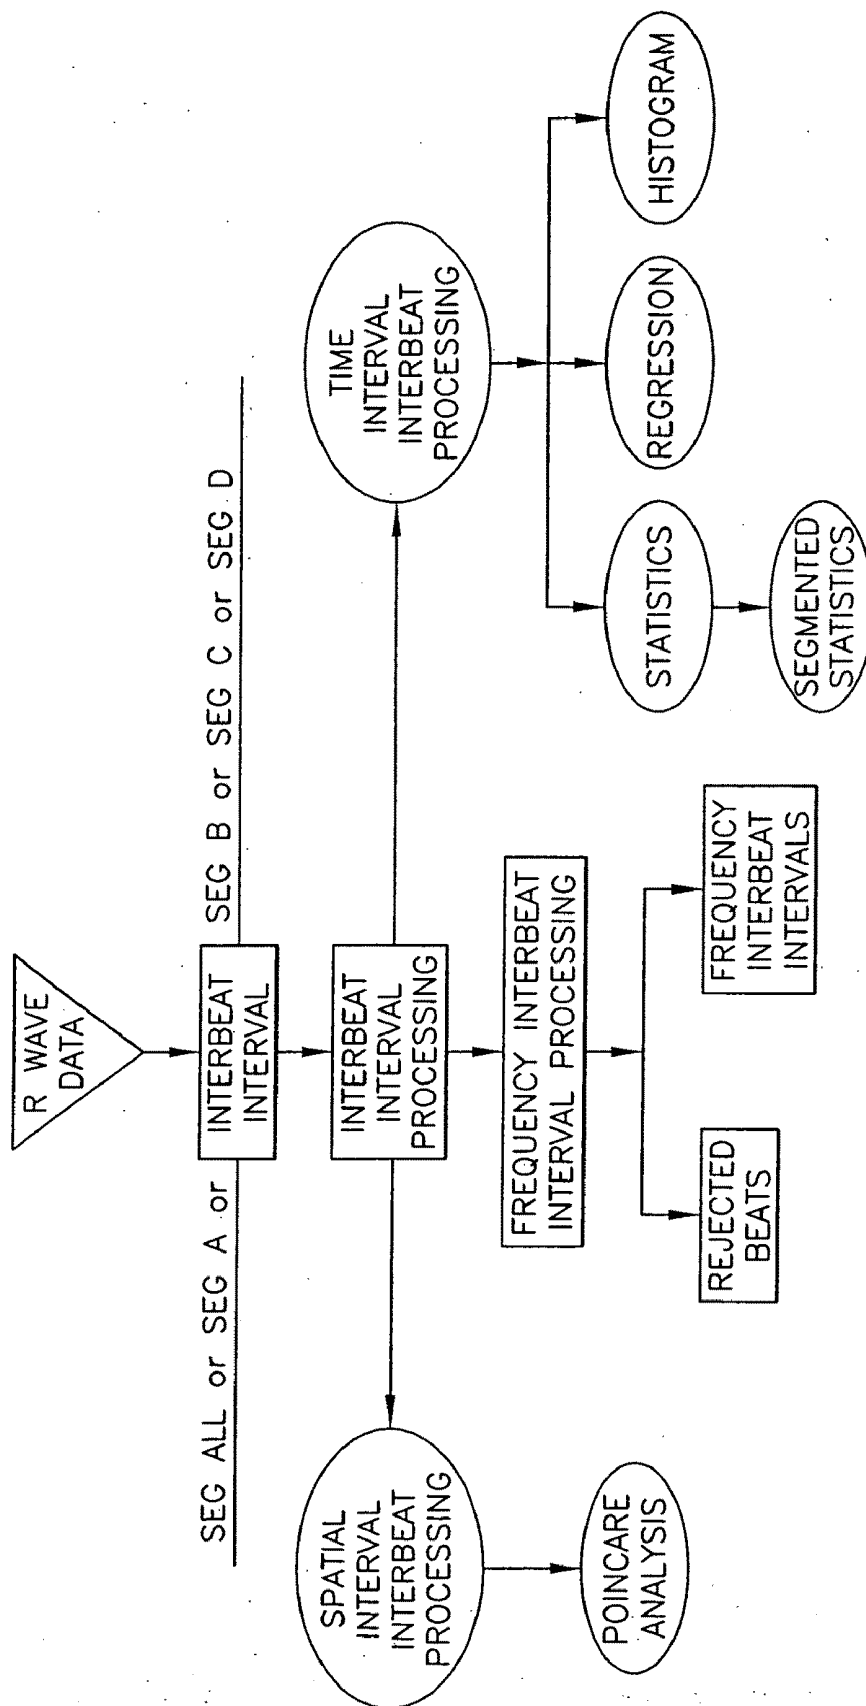 R WAVE
DATA
SEG ALL or SEG A or
INTERBEAT
INTERVAL
SEG B or SEG C or SEG D
SPATIAL
INTERVAL
INTERBEAT
PROCESSING
INTERBEAT
INTERVAL
PROCESSING
TIME
INTERVAL
INTERBEAT
PROCESSING
FREQUENCY INTERBEAT
INTERVAL PROCESSING
POINCARE
ANALYSIS
STATISTICS
REGRESSION
HISTOGRAM
REJECTED
BEATS
FREQUENCY
INTERBEAT
INTERVALS
SEGMENTED
STATISTICS